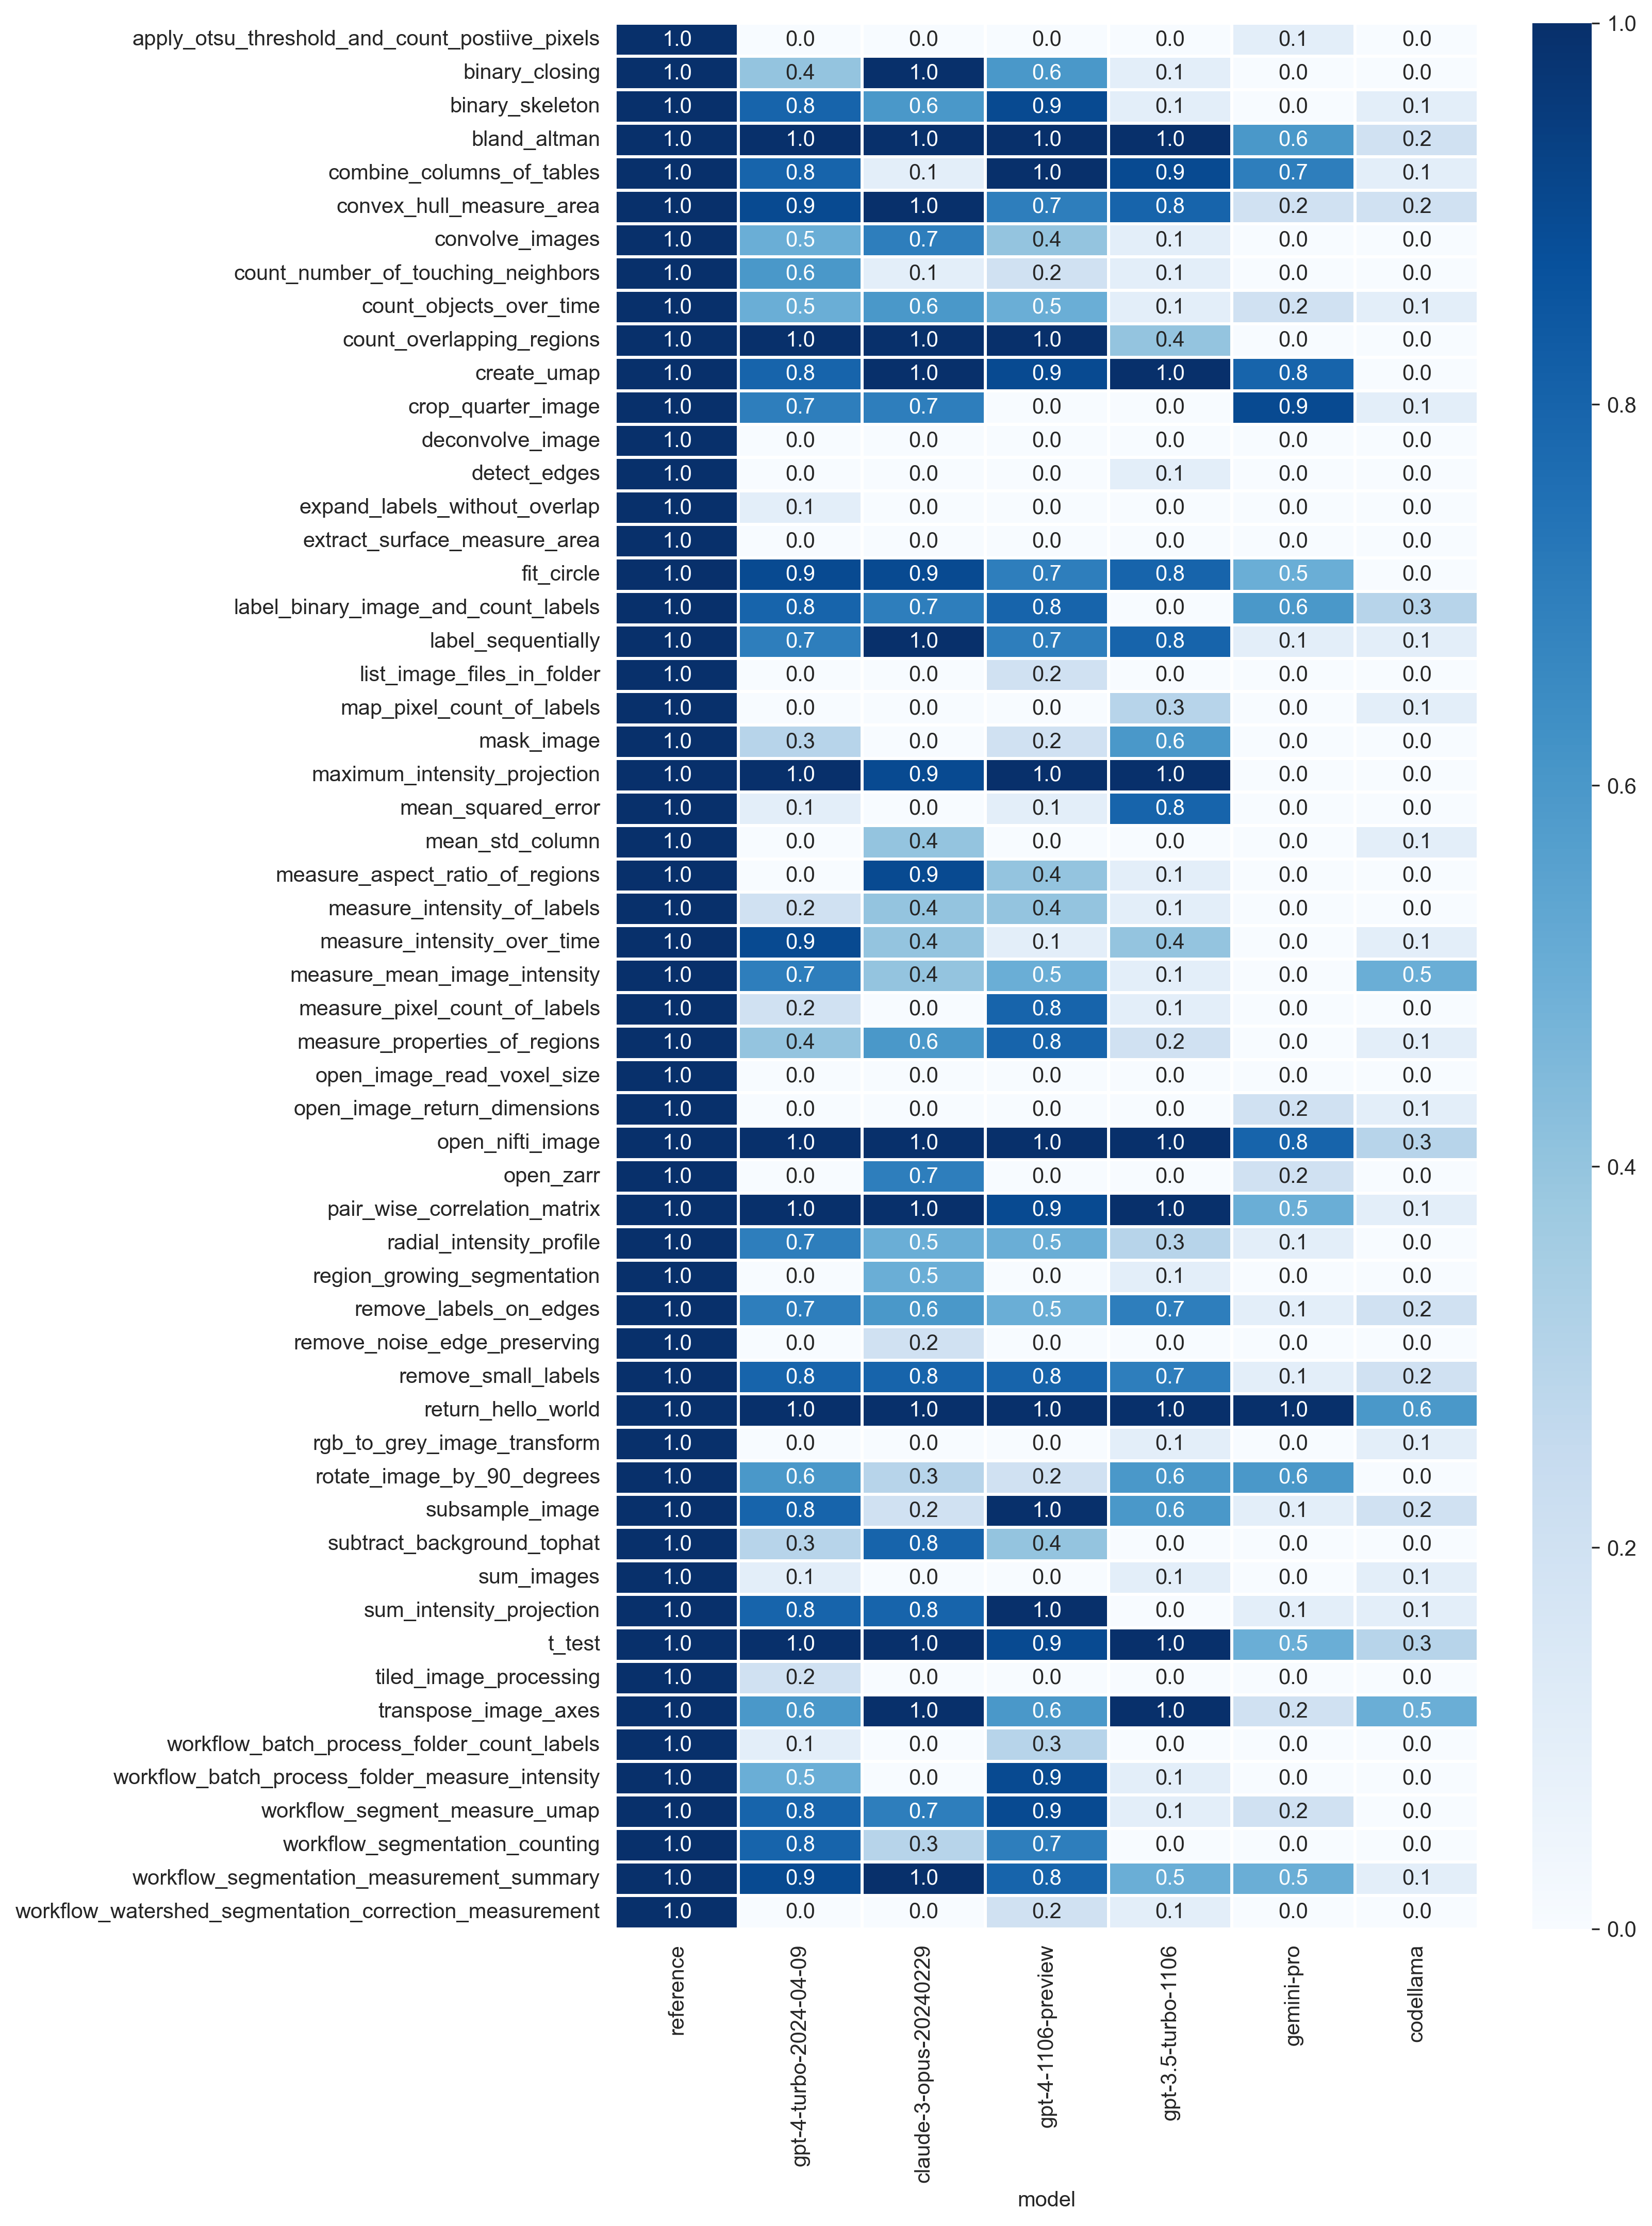 apply_otsu_threshold_and_count_postiive_pixels 1.0 0.0 0.0 0.0 0.0 0.1 0.0
binary_closing 1.0 0.4 1.0 0.6 0.1 0.0 0.0
binary_skeleton 1.0 0.8 0.6 0.9 0.1 0.0 0.1
bland_altman 1.0 1.0 1.0 1.0 1.0 0.6 0.2
combine_columns_of_tables 1.0 0.8 0.1 1.0 0.9 0.7 0.1
convex_hull_measure_area 1.0 0.9 1.0 0.7 0.8 0.2 0.2
convolve_images 1.0 0.5 0.7 0.4 0.1 0.0 0.0
count_number_of_touching_neighbors 1.0 0.6 0.1 0.2 0.1 0.0 0.0
count_objects_over_time 1.0 0.5 0.6 0.5 0.1 0.2 0.1
count_overlapping_regions 1.0 1.0 1.0 1.0 0.4 0.0 0.0
create_umap 1.0 0.8 1.0 0.9 1.0 0.8 0.0
crop_quarter_image 1.0 0.7 0.7 0.0 0.0 0.9 0.1
deconvolve_image 1.0 0.0 0.0 0.0 0.0 0.0 0.0
detect_edges 1.0 0.0 0.0 0.0 0.1 0.0 0.0
expand_labels_without_overlap 1.0 0.1 0.0 0.0 0.0 0.0 0.0
extract_surface_measure_area 1.0 0.0 0.0 0.0 0.0 0.0 0.0
fit_circle 1.0 0.9 0.9 0.7 0.8 0.5 0.0
label_binary_image_and_count_labels 1.0 0.8 0.7 0.8 0.0 0.6 0.3
label_sequentially 1.0 0.7 1.0 0.7 0.8 0.1 0.1
list_image_files_in_folder 1.0 0.0 0.0 0.2 0.0 0.0 0.0
map_pixel_count_of_labels 1.0 0.0 0.0 0.0 0.3 0.0 0.1
mask_image 1.0 0.3 0.0 0.2 0.6 0.0 0.0
maximum_intensity_projection 1.0 1.0 0.9 1.0 1.0 0.0 0.0
mean_squared_error 1.0 0.1 0.0 0.1 0.8 0.0 0.0
mean_std_column 1.0 0.0 0.4 0.0 0.0 0.0 0.1
measure_aspect_ratio_of_regions 1.0 0.0 0.9 0.4 0.1 0.0 0.0
measure_intensity_of_labels 1.0 0.2 0.4 0.4 0.1 0.0 0.0
measure_intensity_over_time 1.0 0.9 0.4 0.1 0.4 0.0 0.1
measure_mean_image_intensity 1.0 0.7 0.4 0.5 0.1 0.0 0.5
measure_pixel_count_of_labels 1.0 0.2 0.0 0.8 0.1 0.0 0.0
measure_properties_of_regions 1.0 0.4 0.6 0.8 0.2 0.0 0.1
open_image_read_voxel_size 1.0 0.0 0.0 0.0 0.0 0.0 0.0
open_image_return_dimensions 1.0 0.0 0.0 0.0 0.0 0.2 0.1
open_nifti_image 1.0 1.0 1.0 1.0 1.0 0.8 0.3
open_zarr 1.0 0.0 0.7 0.0 0.0 0.2 0.0
pair_wise_correlation_matrix 1.0 1.0 1.0 0.9 1.0 0.5 0.1
radial_intensity_profile 1.0 0.7 0.5 0.5 0.3 0.1 0.0
region_growing_segmentation 1.0 0.0 0.5 0.0 0.1 0.0 0.0
remove_labels_on_edges 1.0 0.7 0.6 0.5 0.7 0.1 0.2
remove_noise_edge_preserving 1.0 0.0 0.2 0.0 0.0 0.0 0.0
remove_small_labels 1.0 0.8 0.8 0.8 0.7 0.1 0.2
return_hello_world 1.0 1.0 1.0 1.0 1.0 1.0 0.6
rgb_to_grey_image_transform 1.0 0.0 0.0 0.0 0.1 0.0 0.1
rotate_image_by_90_degrees 1.0 0.6 0.3 0.2 0.6 0.6 0.0
subsample_image 1.0 0.8 0.2 1.0 0.6 0.1 0.2
subtract_background_tophat 1.0 0.3 0.8 0.4 0.0 0.0 0.0
sum_images 1.0 0.1 0.0 0.0 0.1 0.0 0.1
sum_intensity_projection 1.0 0.8 0.8 1.0 0.0 0.1 0.1
t_test 1.0 1.0 1.0 0.9 1.0 0.5 0.3
tiled_image_processing 1.0 0.2 0.0 0.0 0.0 0.0 0.0
transpose_image_axes 1.0 0.6 1.0 0.6 1.0 0.2 0.5
workflow_batch_process_folder_count_labels 1.0 0.1 0.0 0.3 0.0 0.0 0.0
workflow_batch_process_folder_measure_intensity 1.0 0.5 0.0 0.9 0.1 0.0 0.0
workflow_segment_measure_umap 1.0 0.8 0.7 0.9 0.1 0.2 0.0
workflow_segmentation_counting 1.0 0.8 0.3 0.7 0.0 0.0 0.0
workflow_segmentation_measurement_summary 1.0 0.9 1.0 0.8 0.5 0.5 0.1
workflow_watershed_segmentation_correction_measurement 1.0 0.0 0.0 0.2 0.1 0.0 0.0
reference
gpt-4-turbo-2024-04-09
claude-3-opus-20240229
gpt-4-1106-preview
gpt-3.5-turbo-1106
gemini-pro
codellama
model
1.0
0.8
0.6
0.4
0.2
0.0